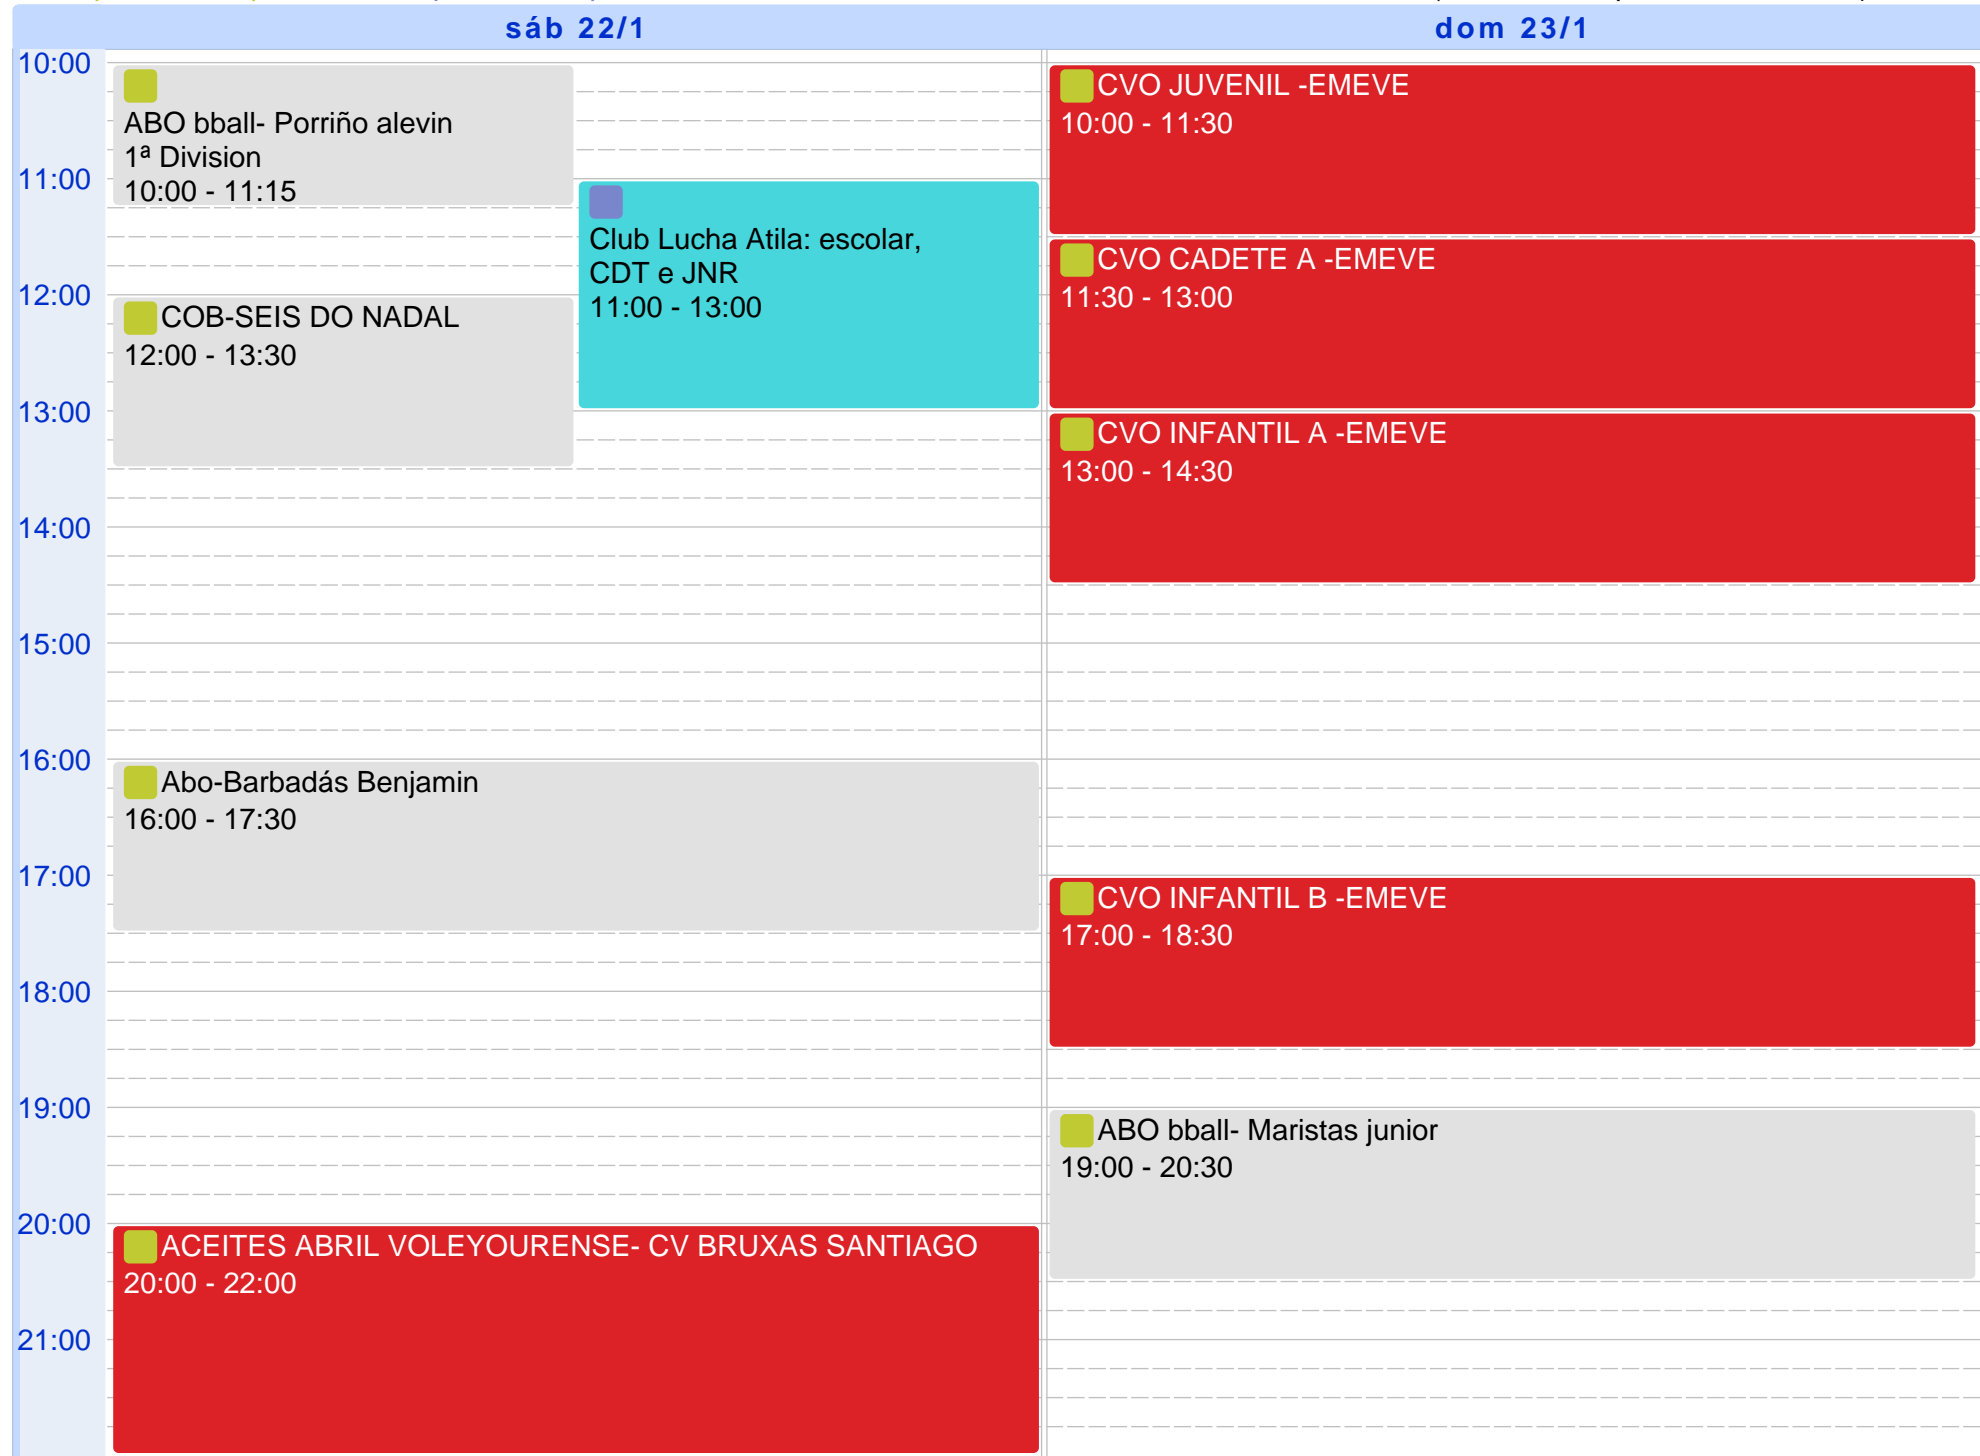 sáb 22/1
dom 23/1
10:00
11:00
12:00
13:00
14:00
15:00
16:00
17:00
18:00
19:00
20:00
21:00
ABO bball- Porriño alevin
1ª Division
10:00 - 11:15
Club Lucha Atila: escolar,
CDT e JNR
11:00 - 13:00
COB-SEIS DO NADAL
12:00 - 13:30
Abo-Barbadás Benjamin
16:00 - 17:30
ACEITES ABRIL VOLEYOURENSE- CV BRUXAS SANTIAGO
20:00 - 22:00
CVO JUVENIL -EMEVE
10:00 - 11:30
CVO CADETE A -EMEVE
11:30 - 13:00
CVO INFANTIL A -EMEVE
13:00 - 14:30
CVO INFANTIL B -EMEVE
17:00 - 18:30
ABO bball- Maristas junior
19:00 - 20:30